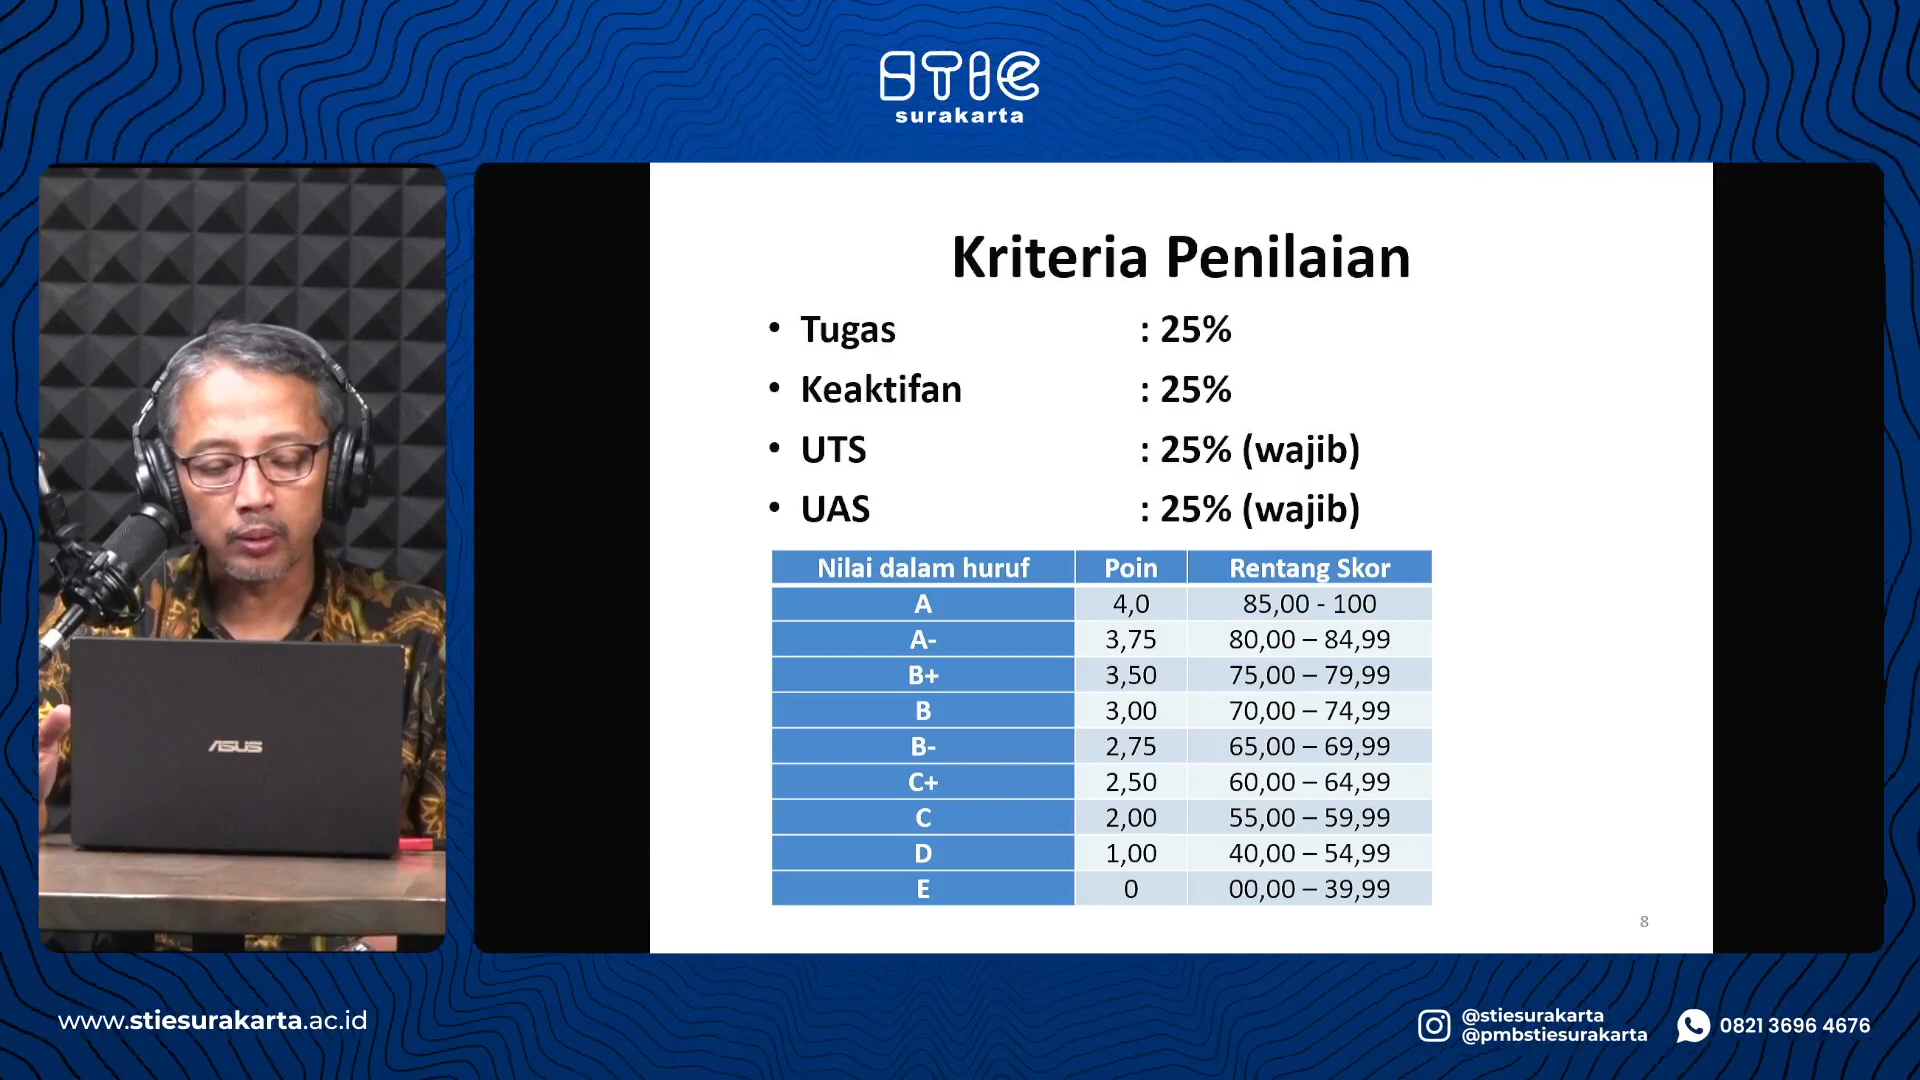 STIE
surakarta
Kriteria Penilaian
• Tugas : 25%
• Keaktifan : 25%
• UTS : 25% (wajib)
• UAS : 25% (wajib)
Nilai dalam huruf Poin Rentang Skor
A 4,0 85,00 - 100
A- 3,75 80,00 – 84,99
B+ 3,50 75,00 – 79,99
B 3,00 70,00 – 74,99
B- 2,75 65,00 – 69,99
C+ 2,50 60,00 – 64,99
C 2,00 55,00 – 59,99
D 1,00 40,00 – 54,99
E 0 00,00 – 39,99
8
ASUS
www.stiesurakarta.ac.id
@stiesurakarta
@pmbstiesurakarta
0821 3696 4676